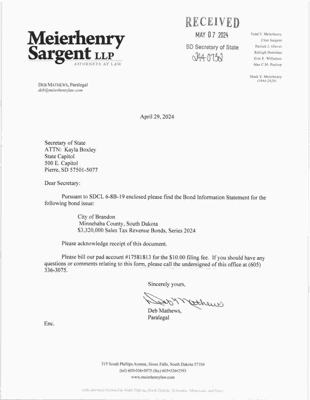 Meierhenry
Sargent LLP
ATTORNEYS AT LAW
RECEIVED
MAY 07 2024
SD Secretary of State
Todd V. Meierhenry
Clint Sargent
Patrick J. Glover
Raleigh Hansman
Erin E. Willadsen
Mark V. Meierhenry
DEB MATHEWS, Paralegal
deb@meierhenrylaw.com
April 29, 2024
Secretary of State
ATTN: Kayla Boxley
State Capitol
500 E. Capitol
Pierre, SD 57501-5077
Dear Secretary:
Pursuant to SDCL 6-8B-19 enclosed please find the Bond Information Statement for the
following bond issue:
City of Brandon
Minnehaha County, South Dakota
$3,320,000 Sales Tax Revenue Bonds, Series 2024
Please acknowledge receipt of this document.
Please bill our pad account #17581813 for the $10.00 filing fee. If you should have any
questions or comments relating to this form, please call the undersigned of this office at (605)
336-3075.
Sincerely yours,
Deb Mathews
Deb Mathews,
Paralegal
Enc.
315 South Phillips Avenue, Sioux Falls, South Dakota 57104
(tel) 605•336•3075 (fax) 605•336•2593
www.meierhenrylaw.com